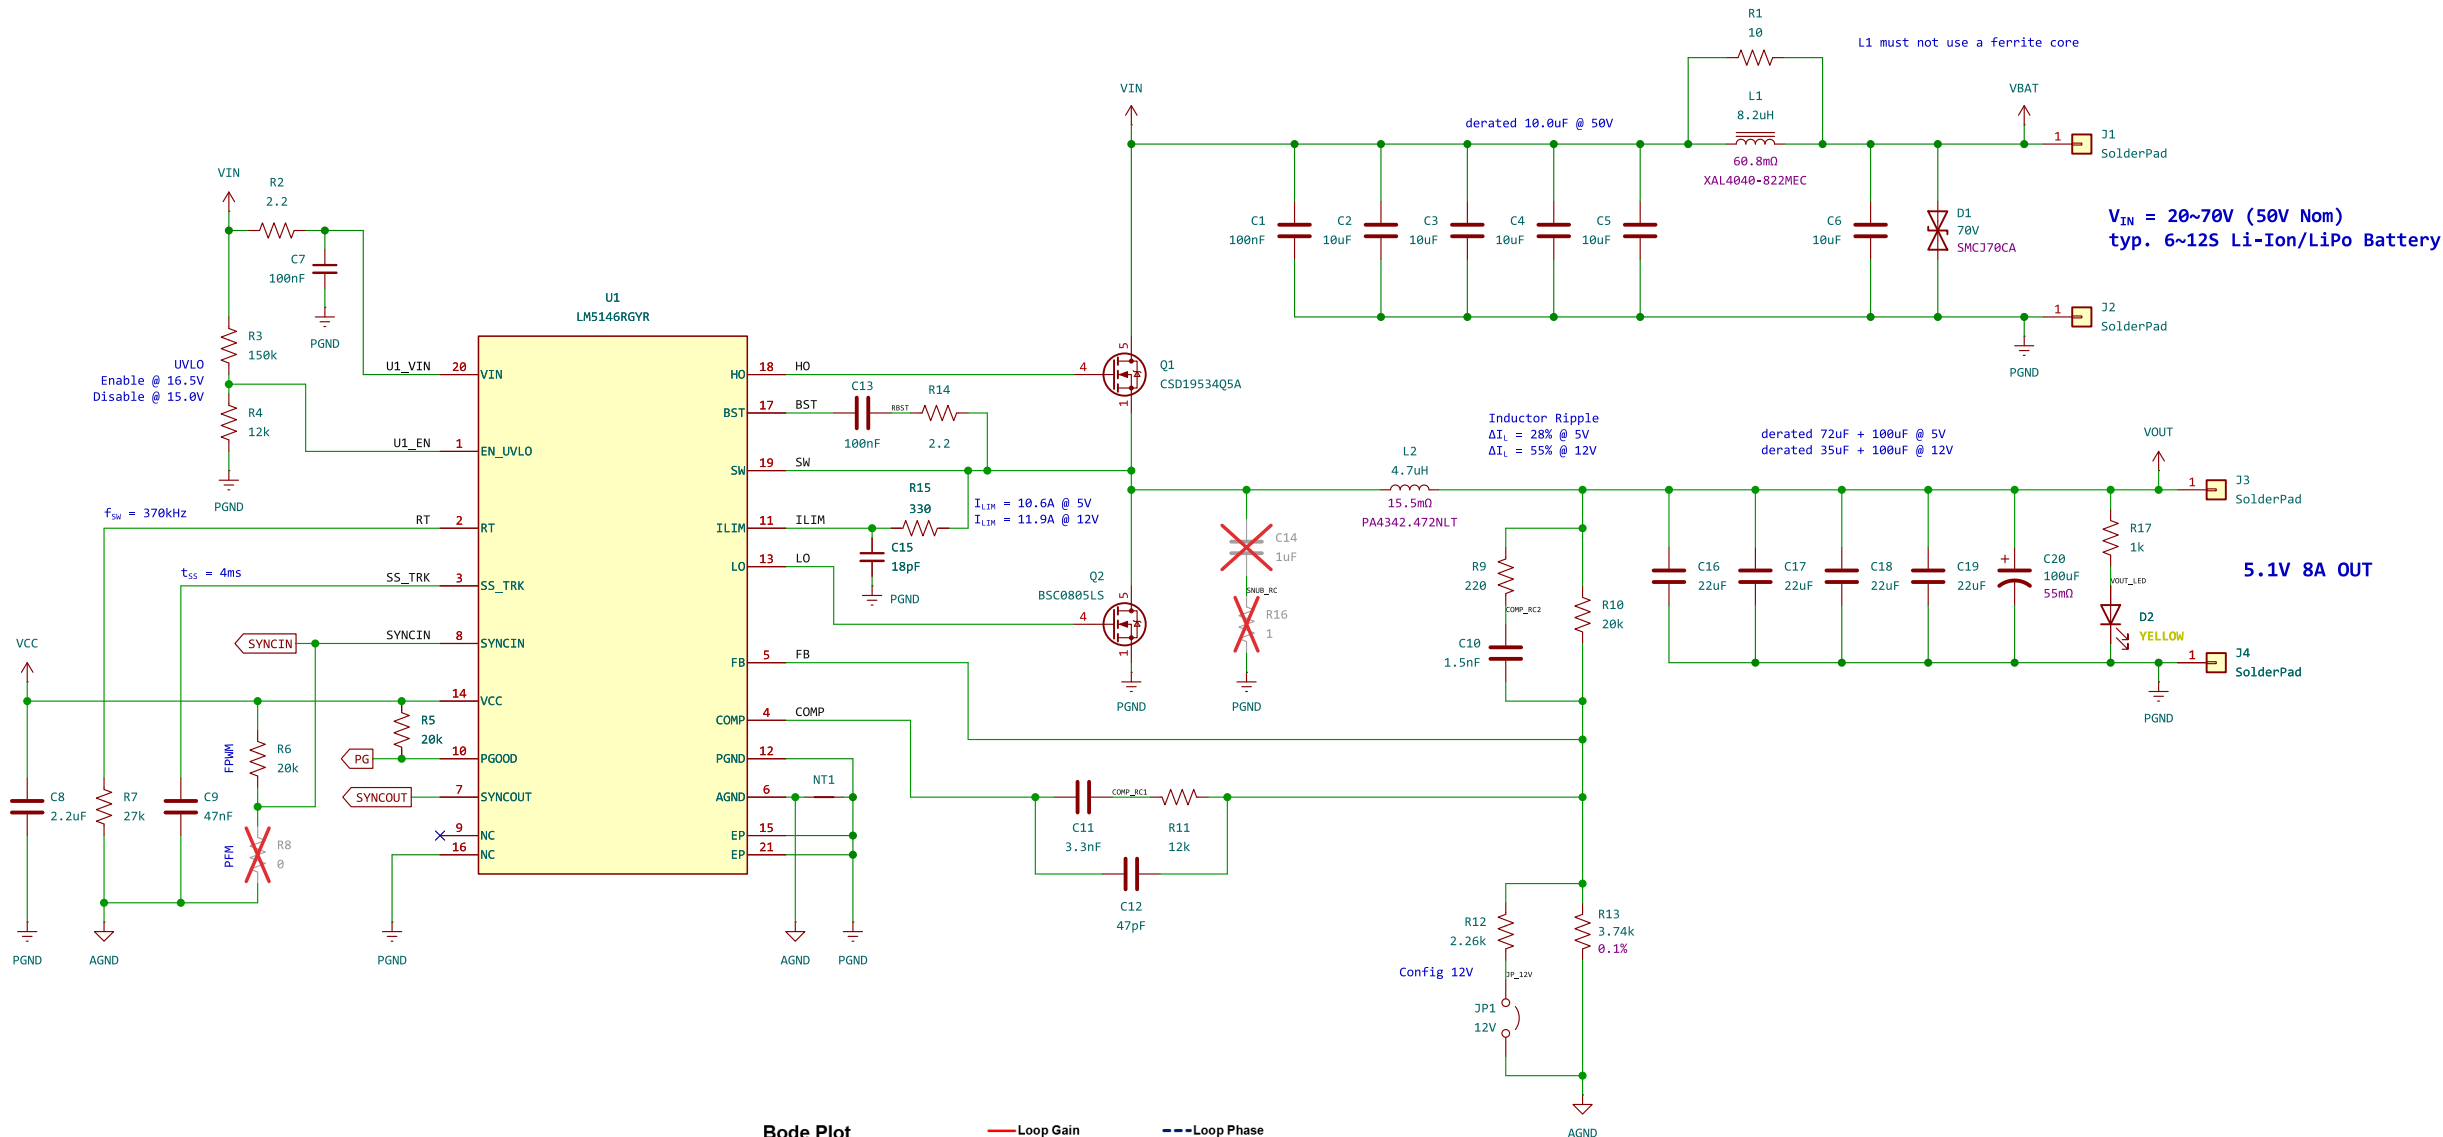 R1
10
L1 must not use a ferrite core
VIN
L1
8.2uH
VBAT
derated 10.0uF @ 50V
1
J1
SolderPad
60.8mΩ
XAL4040-822MEC
VIN
R2
2.2
C1
100nF
C2
10uF
C3
10uF
C4
10uF
C5
10uF
C6
10uF
D1
70V
SMCJ70CA
VIN = 20~70V (50V Nom)
typ. 6~12S Li-Ion/LiPo Battery
C7
100nF
PGND
U1
LM5146RGYR
1
J2
SolderPad
PGND
R3
150k
UVLO
Enable @ 16.5V
Disable @ 15.0V
R4
12k
PGND
U1_VIN
20
VIN
HO
18
HO
4
5
1
Q1
CSD19534Q5A
BST
17
BST
C13
100nF
RBST
R14
2.2
U1_EN
1
EN_UVLO
SW
19
SW
Inductor Ripple
ΔIL = 28% @ 5V
ΔIL = 55% @ 12V
derated 72uF + 100uF @ 5V
derated 35uF + 100uF @ 12V
VOUT
L2
4.7uH
15.5mΩ
PA4342.472NLT
1
J3
SolderPad
fSW = 370kHz
RT
2
RT
ILIM
11
ILIM
R15
330
ILIM = 10.6A @ 5V
ILIM = 11.9A @ 12V
C15
18pF
PGND
C14
1uF
SNUB_RC
R16
1
PGND
LO
13
LO
Q2
BSC0805LS
4
5
1
PGND
tSS = 4ms
SS_TRK
3
SS_TRK
R9
220
COMP_RC2
C10
1.5nF
R10
20k
C16
22uF
C17
22uF
C18
22uF
C19
22uF
C20
100uF
55mΩ
R17
1k
VOUT_LED
D2
YELLOW
5.1V 8A OUT
1
J4
SolderPad
PGND
SYNCIN
SYNCIN
8
SYNCIN
FB
5
FB
VCC
14
VCC
COMP
4
COMP
R5
20k
PG
10
PGOOD
PGND
12
FPWM
R6
20k
SYNCOUT
7
SYNCOUT
AGND
6
NT1
C8
2.2uF
R7
27k
C9
47nF
PFM
R8
0
9
NC
16
NC
EP
15
EP
21
C11
3.3nF
COMP_RC1
R11
12k
C12
47pF
PGND
AGND
PGND
AGND
PGND
R12
2.26k
R13
3.74k
0.1%
Config 12V
JP_12V
JP1
12V
AGND
Bode Plot
Loop Gain
Loop Phase
VCC